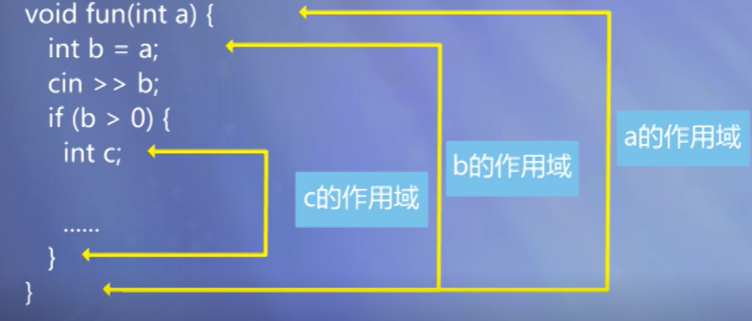 void fun(int a) {
int b = a;
cin >> b;
if (b > 0) {
int c;
......
}
}
c的作用域
b的作用域
a的作用域